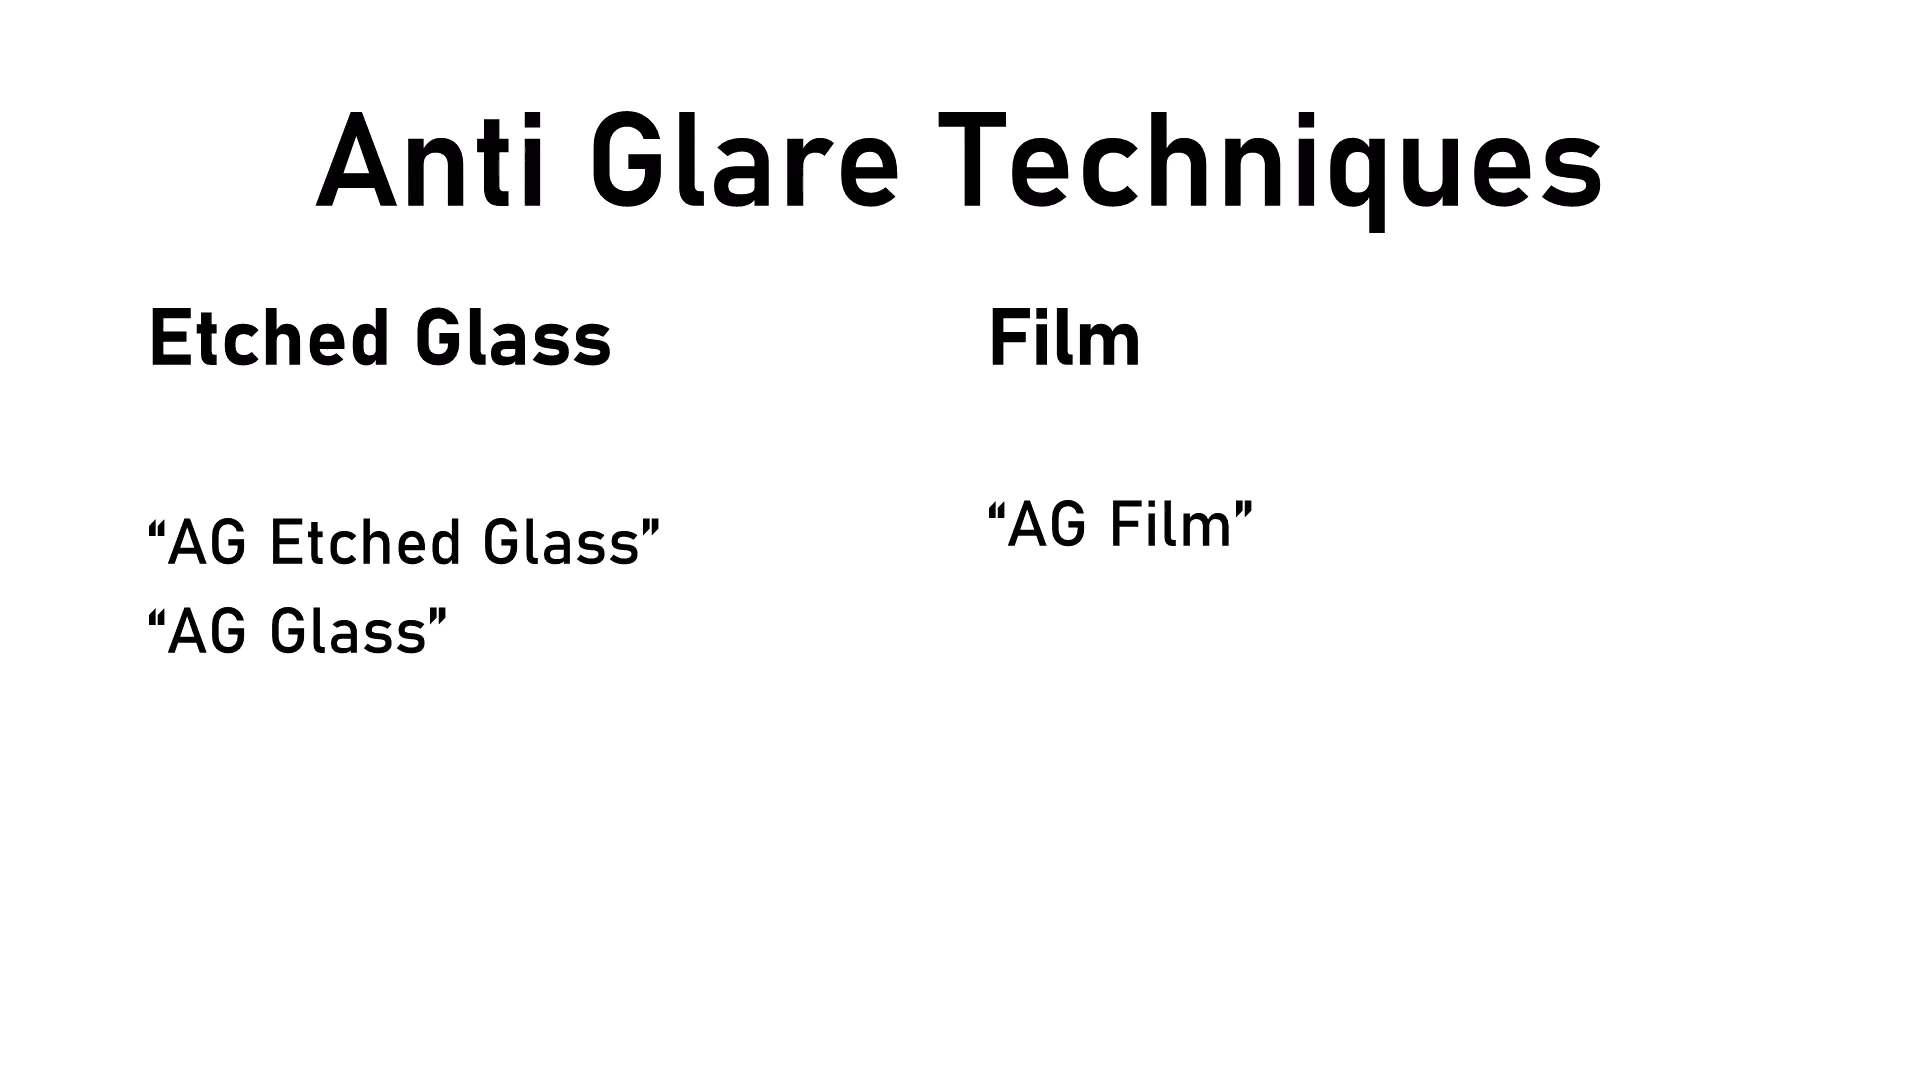 Anti Glare Techniques
Etched Glass
“AG Etched Glass”
“AG Glass”
Film
“AG Film”